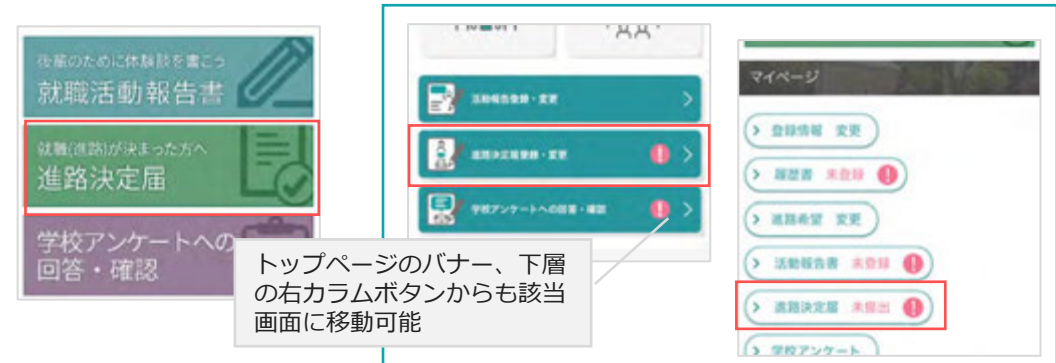 後輩のために体験談を書こう
就職活動報告書
就職(進路)が決まった方へ
進路決定届
学校アンケートへの
回答・確認
活動報告登録・変更
進路決定届登録・変更
学校アンケートへの回答・確認
トップページのバナー、下層
の右カラムボタンからも該当
画面に移動可能
マイページ
登録情報 変更
履歴書 未登録
進路希望 変更
活動報告書 未登録
進路決定届 未提出
学校アンケート